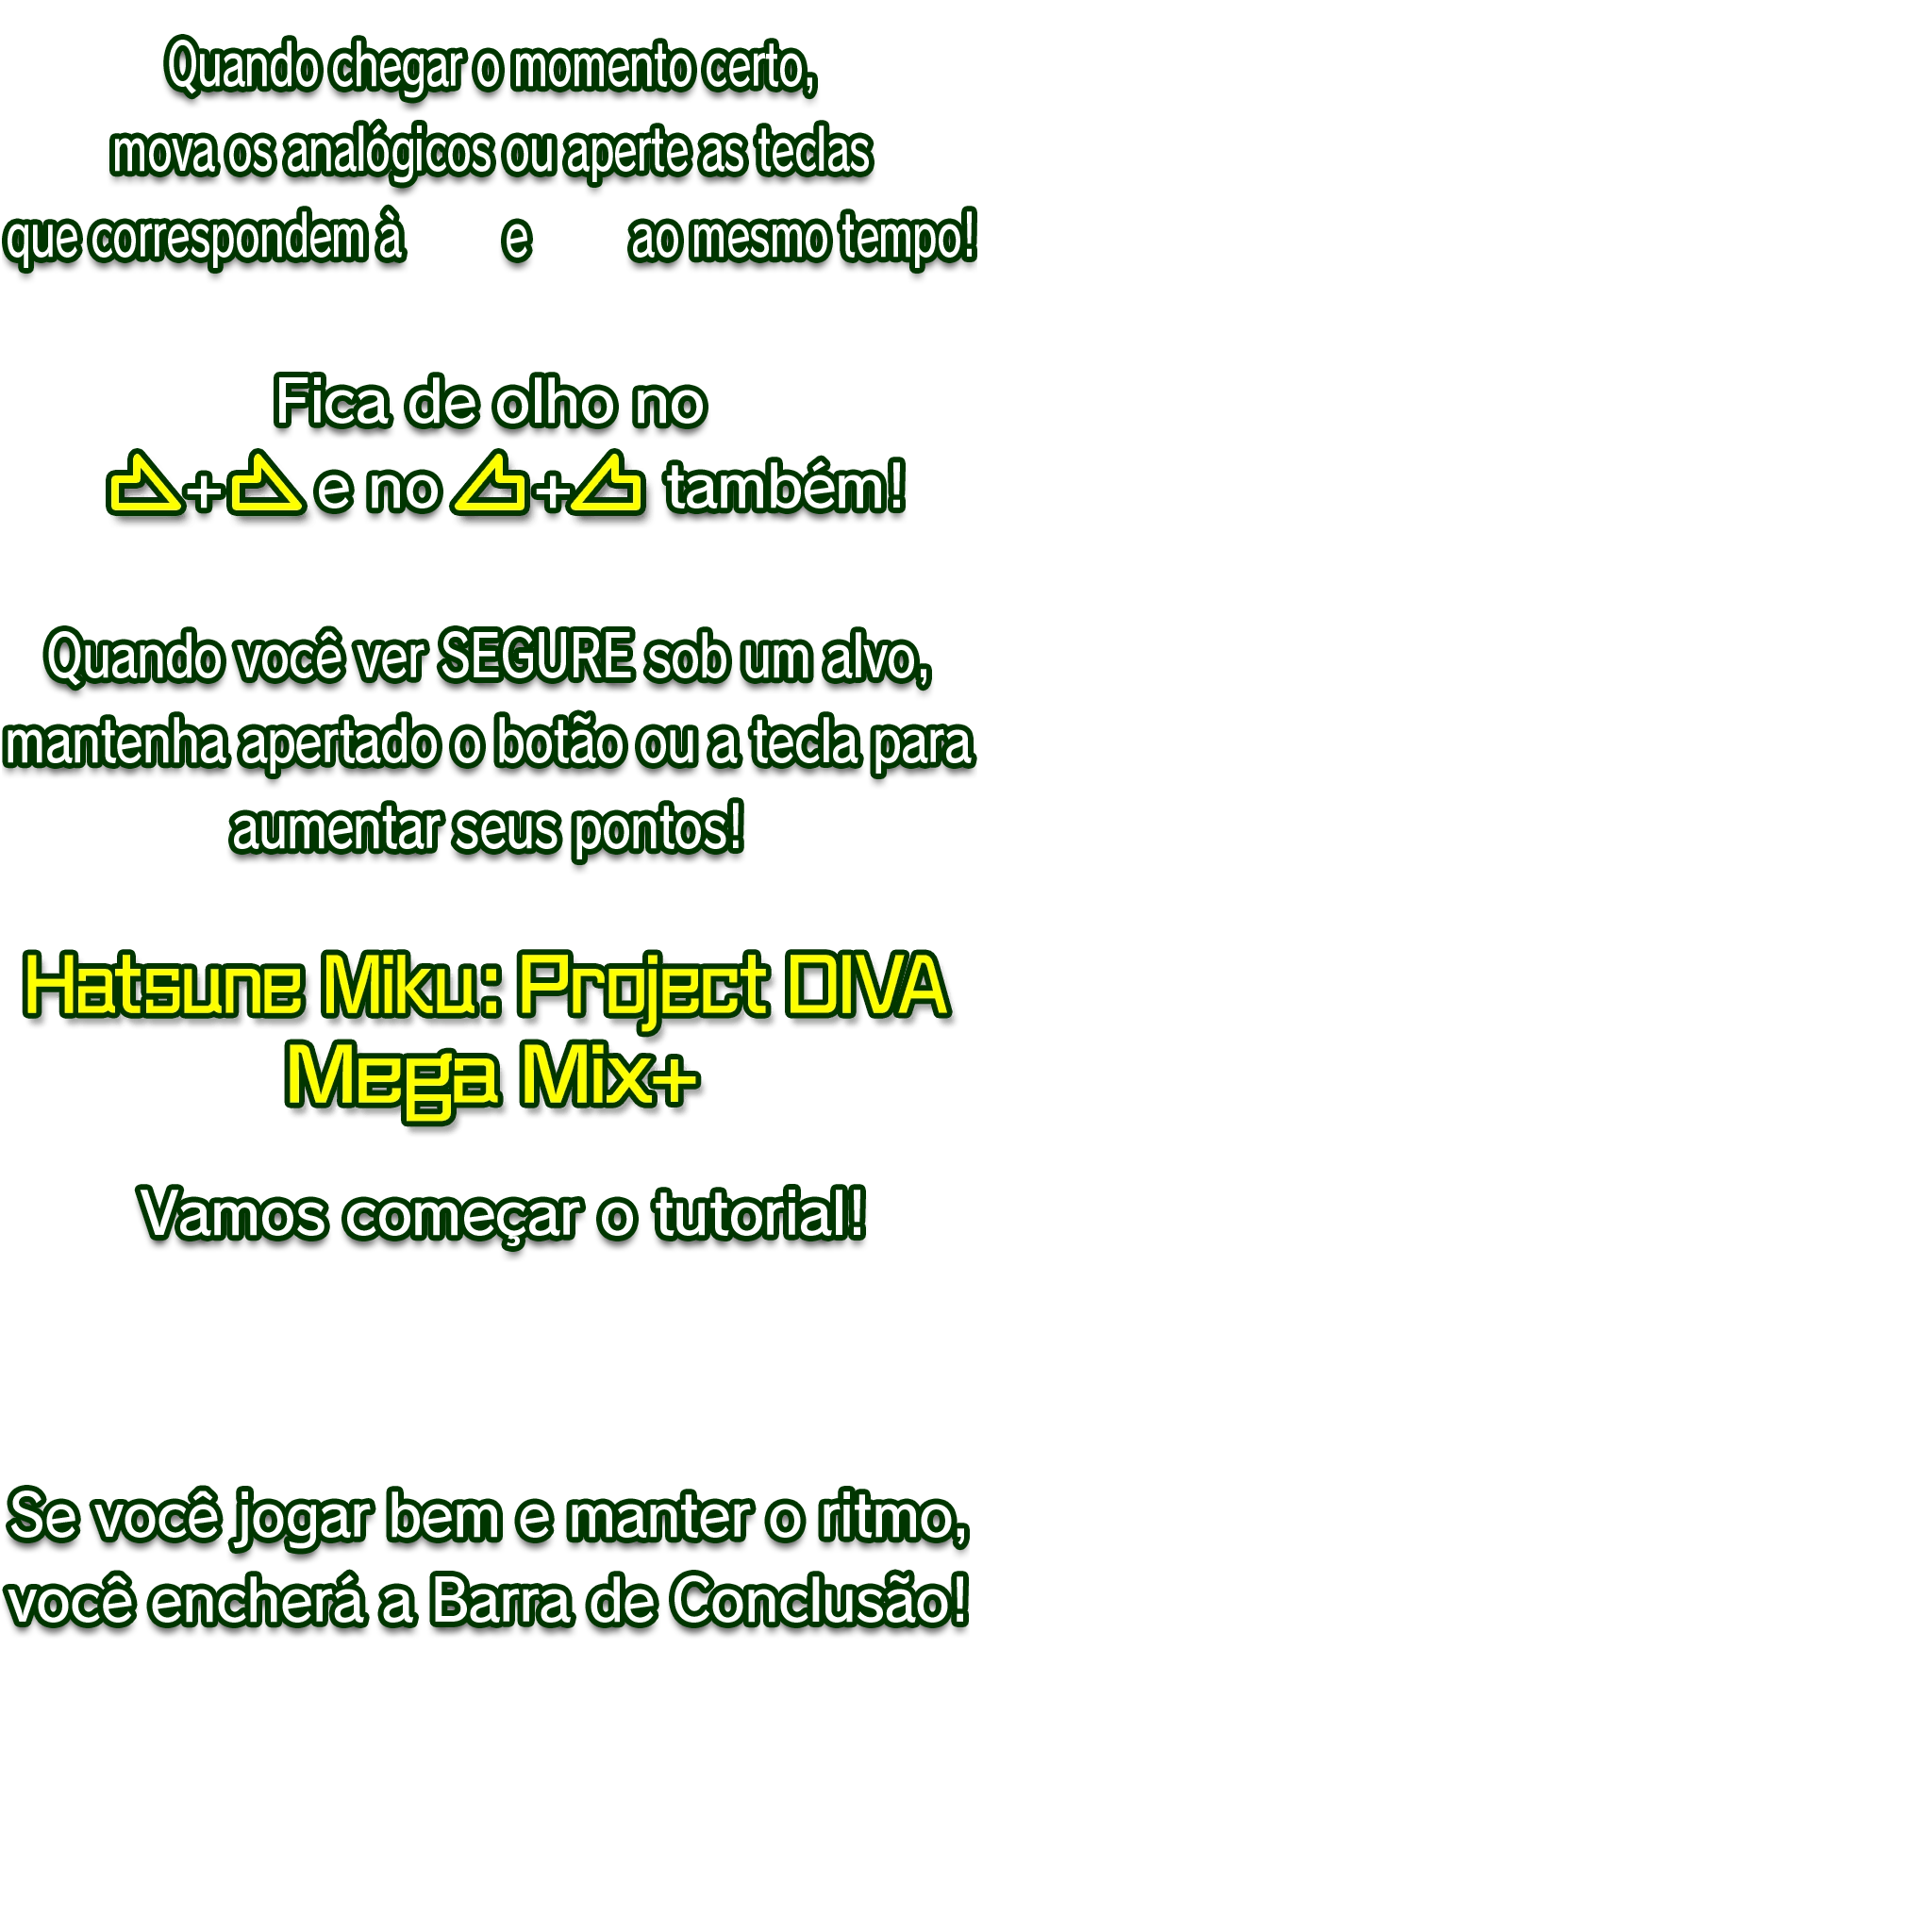 Quando chegar o momento certo,
mova os analógicos ou aperte as teclas
que correspondem à e ao mesmo tempo!
Fica de olho no
+ e no + também!
Quando você ver SEGURE sob um alvo,
mantenha apertado o botão ou a tecla para
aumentar seus pontos!
Hatsune Miku: Project DIVA
Mega Mix+
Vamos começar o tutorial!
Se você jogar bem e manter o ritmo,
você encherá a Barra de Conclusão!